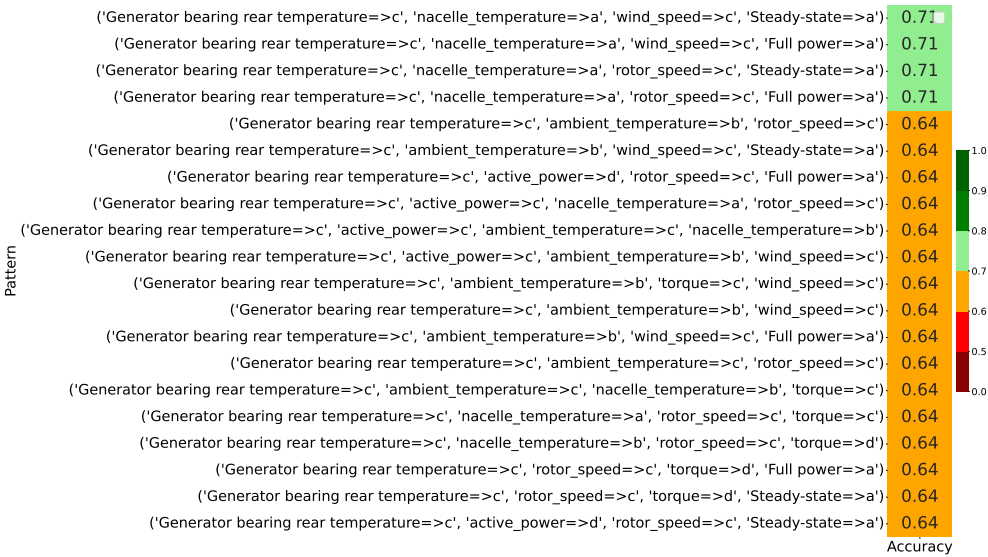 ('Generator bearing rear temperature=>c', 'nacelle_temperature=>a', 'wind_speed=>c', 'Steady-state=>a') 0.71
('Generator bearing rear temperature=>c', 'nacelle_temperature=>a', 'wind_speed=>c', 'Full power=>a') 0.71
('Generator bearing rear temperature=>c', 'nacelle_temperature=>a', 'rotor_speed=>c', 'Steady-state=>a') 0.71
('Generator bearing rear temperature=>c', 'nacelle_temperature=>a', 'rotor_speed=>c', 'Full power=>a') 0.71
('Generator bearing rear temperature=>c', 'ambient_temperature=>b', 'rotor_speed=>c') 0.64
('Generator bearing rear temperature=>c', 'ambient_temperature=>b', 'wind_speed=>c', 'Steady-state=>a') 0.64
('Generator bearing rear temperature=>c', 'active_power=>d', 'rotor_speed=>c', 'Full power=>a') 0.64
('Generator bearing rear temperature=>c', 'active_power=>c', 'nacelle_temperature=>a', 'rotor_speed=>c') 0.64
('Generator bearing rear temperature=>c', 'active_power=>c', 'ambient_temperature=>c', 'nacelle_temperature=>b') 0.64
('Generator bearing rear temperature=>c', 'active_power=>c', 'ambient_temperature=>b', 'wind_speed=>c') 0.64
('Generator bearing rear temperature=>c', 'ambient_temperature=>b', 'torque=>c', 'wind_speed=>c') 0.64
('Generator bearing rear temperature=>c', 'ambient_temperature=>b', 'wind_speed=>c') 0.64
('Generator bearing rear temperature=>c', 'ambient_temperature=>b', 'wind_speed=>c', 'Full power=>a') 0.64
('Generator bearing rear temperature=>c', 'ambient_temperature=>c', 'rotor_speed=>c') 0.64
('Generator bearing rear temperature=>c', 'ambient_temperature=>c', 'nacelle_temperature=>b', 'torque=>c') 0.64
('Generator bearing rear temperature=>c', 'nacelle_temperature=>a', 'rotor_speed=>c', 'torque=>c') 0.64
('Generator bearing rear temperature=>c', 'nacelle_temperature=>b', 'rotor_speed=>c', 'torque=>d') 0.64
('Generator bearing rear temperature=>c', 'rotor_speed=>c', 'torque=>d', 'Full power=>a') 0.64
('Generator bearing rear temperature=>c', 'rotor_speed=>c', 'torque=>d', 'Steady-state=>a') 0.64
('Generator bearing rear temperature=>c', 'active_power=>d', 'rotor_speed=>c', 'Steady-state=>a') 0.64
Pattern
Accuracy
1.0
0.9
0.8
0.7
0.6
0.5
0.0